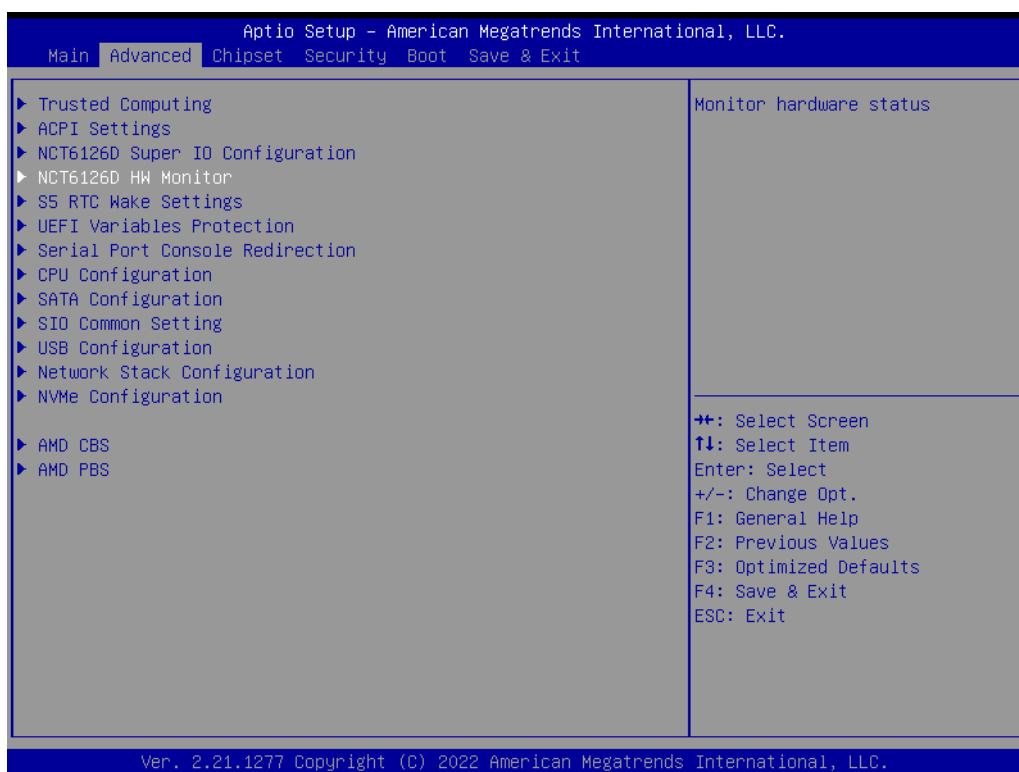 Aptio Setup – American Megatrends International, LLC.
Main Advanced Chipset Security Boot Save & Exit
▶ Trusted Computing
▶ ACPI Settings
▶ NCT6126D Super IO Configuration
▶ NCT6126D HW Monitor
▶ S5 RTC Wake Settings
▶ UEFI Variables Protection
▶ Serial Port Console Redirection
▶ CPU Configuration
▶ SATA Configuration
▶ SIO Common Setting
▶ USB Configuration
▶ Network Stack Configuration
▶ NVMe Configuration
▶ AMD CBS
▶ AMD PBS
Monitor hardware status
→←: Select Screen
↑↓: Select Item
Enter: Select
+/-: Change Opt.
F1: General Help
F2: Previous Values
F3: Optimized Defaults
F4: Save & Exit
ESC: Exit
Ver. 2.21.1277 Copyright (C) 2022 American Megatrends International, LLC.